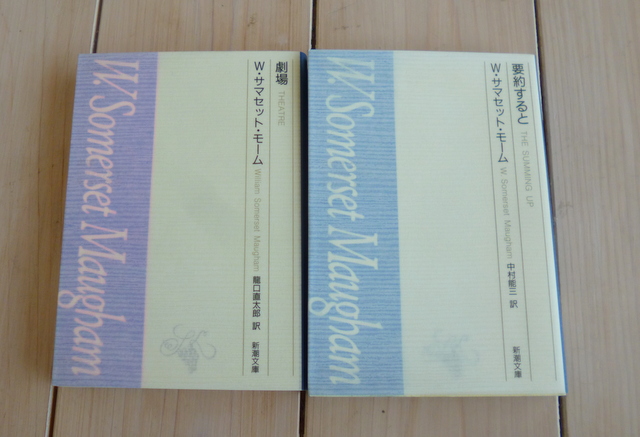 W. Somerset Maugham
劇場 THEATRE
W・サマセット・モーム William Somerset Maugham
龍口直太郎 訳
新潮文庫
W. Somerset Maugham
要約すると THE SUMMING UP
W・サマセット・モーム W Somerset Maugham
中村能三 訳
新潮文庫